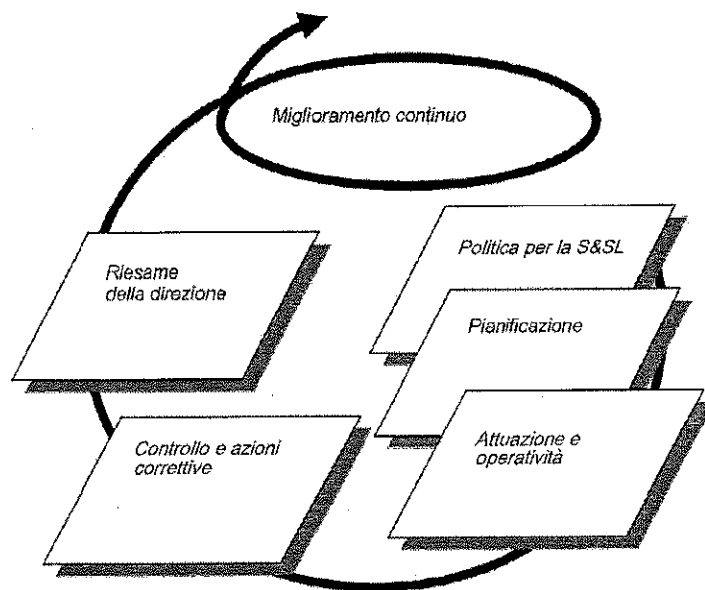 Miglioramento continuo
Politica per la S&SL
Pianificazione
Attuazione e
operatività
Controllo e azioni
correttive
Riesame
della direzione